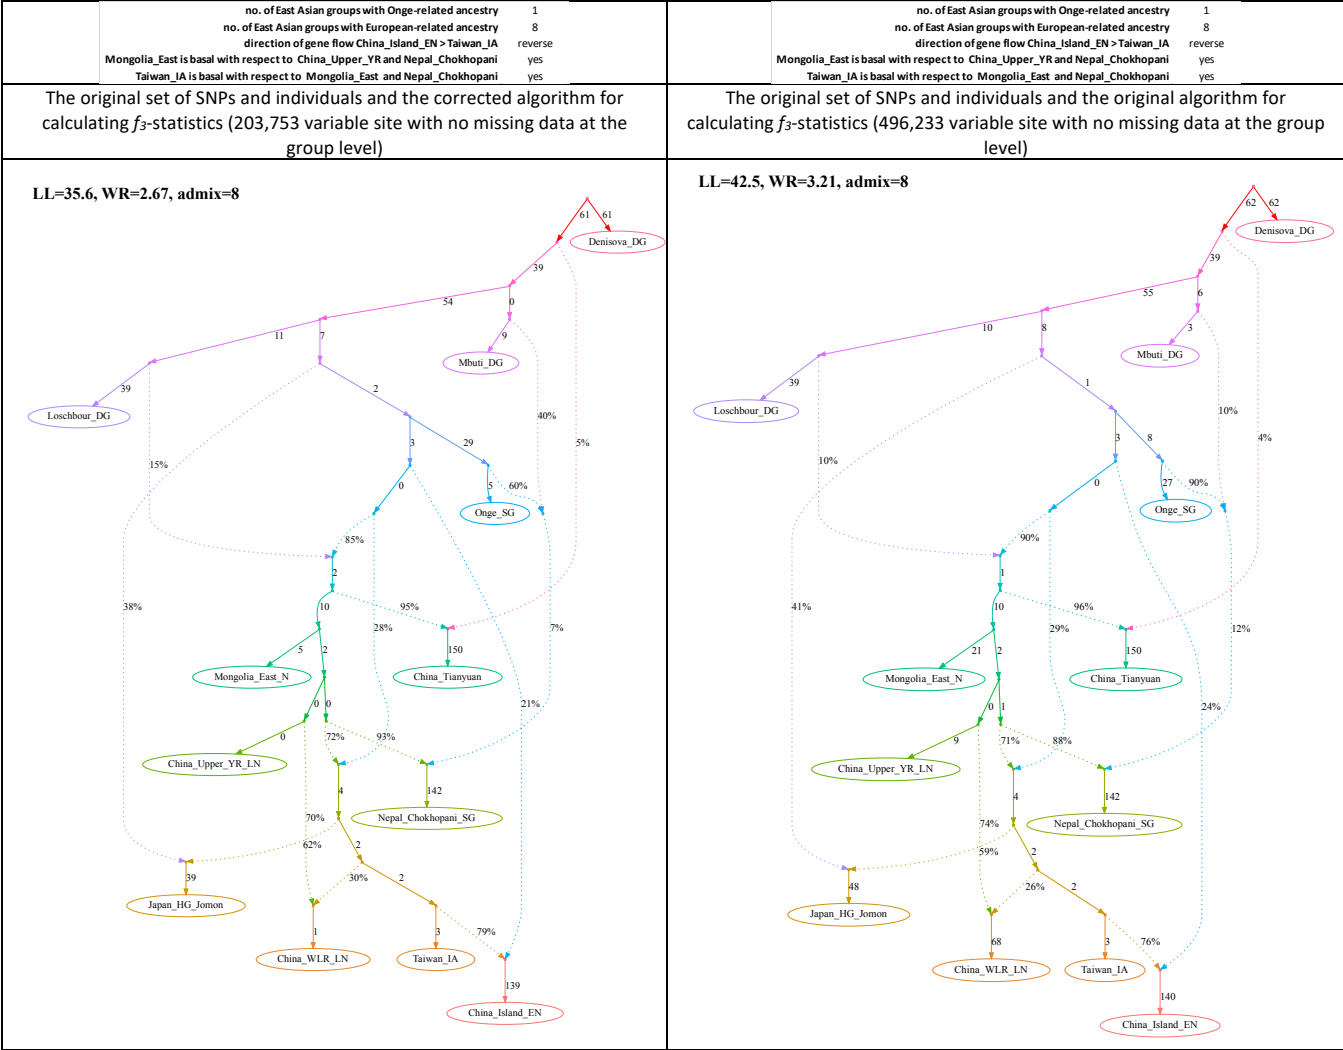 no. of East Asian groups with Onge-related ancestry 1
no. of East Asian groups with European-related ancestry 8
direction of gene flow China_Island_EN > Taiwan_IA reverse
Mongolia_East is basal with respect to China_Upper_YR and Nepal_Chokhopani yes
Taiwan_IA is basal with respect to Mongolia_East and Nepal_Chokhopani yes
The original set of SNPs and individuals and the corrected algorithm for
calculating f3-statistics (203,753 variable site with no missing data at the
group level)
LL=35.6, WR=2.67, admix=8
61 61
Denisova_DG
39
54 0
11 7
9
Mbuti_DG
39
2
Loschbour_DG
40%
3 29
5%
15%
0
5 60%
Onge_SG
85%
2
38%
10 95%
28%
7%
5 2
150
Mongolia_East_N
China_Tianyuan
21%
0 0
0
72% 93%
China_Upper_YR_LN
4
142
70%
Nepal_Chokhopani_SG
62%
2
39
30%
2
Japan_HG_Jomon
1
79%
3
China_WLR_LN
Taiwan_IA
139
China_Island_EN
no. of East Asian groups with Onge-related ancestry 1
no. of East Asian groups with European-related ancestry 8
direction of gene flow China_Island_EN > Taiwan_IA reverse
Mongolia_East is basal with respect to China_Upper_YR and Nepal_Chokhopani yes
Taiwan_IA is basal with respect to Mongolia_East and Nepal_Chokhopani yes
The original set of SNPs and individuals and the original algorithm for
calculating f3-statistics (496,233 variable site with no missing data at the group
level)
LL=42.5, WR=3.21, admix=8
62 62
Denisova_DG
39
55 6
10 8
3
Mbuti_DG
39
1
Loschbour_DG
10%
3 8
4%
10%
0
27 90%
Onge_SG
90%
1
41%
10 96%
29%
12%
21 2
150
Mongolia_East_N
China_Tianyuan
24%
0 1
9
71% 88%
China_Upper_YR_LN
4
142
74%
Nepal_Chokhopani_SG
59%
2
48
26%
2
Japan_HG_Jomon
68
76%
3
China_WLR_LN
Taiwan_IA
140
China_Island_EN